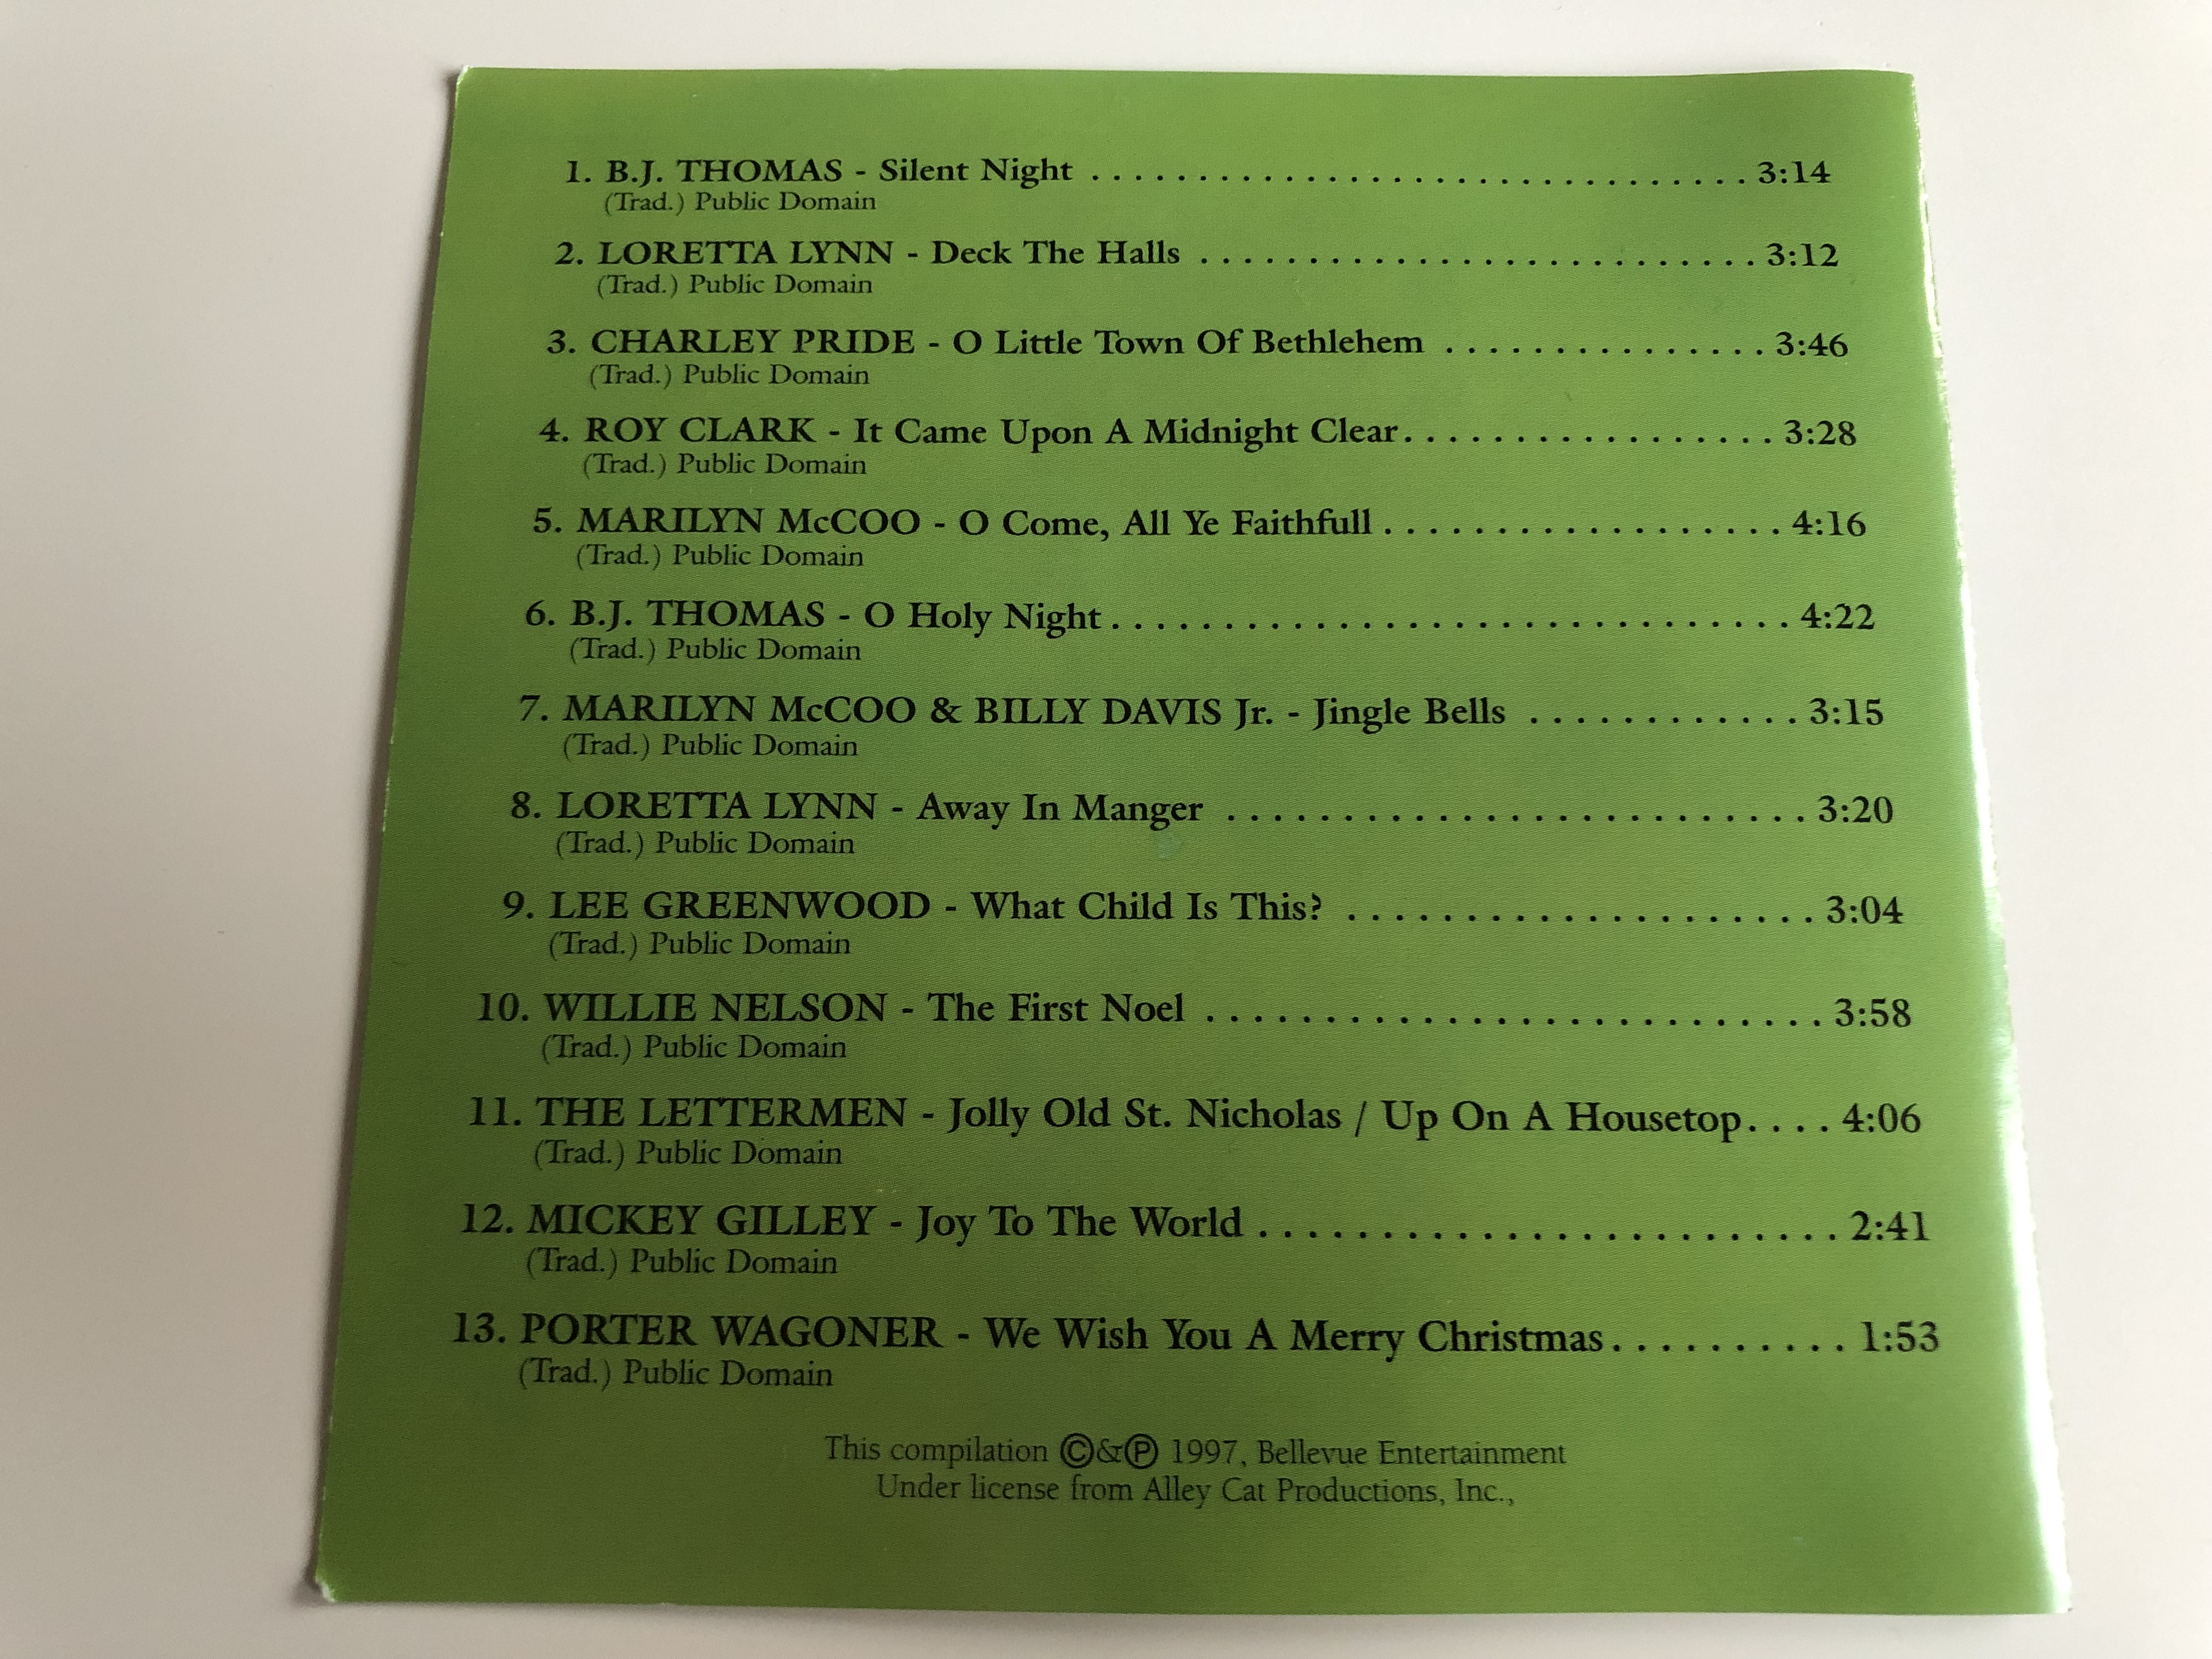 1. B.J. THOMAS - Silent Night . . . . . . . . . . . . . . . . . . . . . . . . . . . . . . . 3:14
(Trad.) Public Domain
2. LORETTA LYNN - Deck The Halls . . . . . . . . . . . . . . . . . . . . . . . . . . 3:12
(Trad.) Public Domain
3. CHARLEY PRIDE - O Little Town Of Bethlehem . . . . . . . . . . . . . . . 3:46
(Trad.) Public Domain
4. ROY CLARK - It Came Upon A Midnight Clear. . . . . . . . . . . . . . . . . 3:28
(Trad.) Public Domain
5. MARILYN McCOO - O Come, All Ye Faithfull . . . . . . . . . . . . . . . . . . 4:16
(Trad.) Public Domain
6. B.J. THOMAS - O Holy Night . . . . . . . . . . . . . . . . . . . . . . . . . . . . . . 4:22
(Trad.) Public Domain
7. MARILYN McCOO & BILLY DAVIS Jr. - Jingle Bells . . . . . . . . . . . . 3:15
(Trad.) Public Domain
8. LORETTA LYNN - Away In Manger . . . . . . . . . . . . . . . . . . . . . . . . . 3:20
(Trad.) Public Domain
9. LEE GREENWOOD - What Child Is This? . . . . . . . . . . . . . . . . . . . . 3:04
(Trad.) Public Domain
10. WILLIE NELSON - The First Noel . . . . . . . . . . . . . . . . . . . . . . . . . . 3:58
(Trad.) Public Domain
11. THE LETTERMEN - Jolly Old St. Nicholas / Up On A Housetop. . . . 4:06
(Trad.) Public Domain
12. MICKEY GILLEY - Joy To The World . . . . . . . . . . . . . . . . . . . . . . . . 2:41
(Trad.) Public Domain
13. PORTER WAGONER - We Wish You A Merry Christmas. . . . . . . . . . 1:53
(Trad.) Public Domain
This compilation ©&℗ 1997, Bellevue Entertainment
Under license from Alley Cat Productions, Inc.,